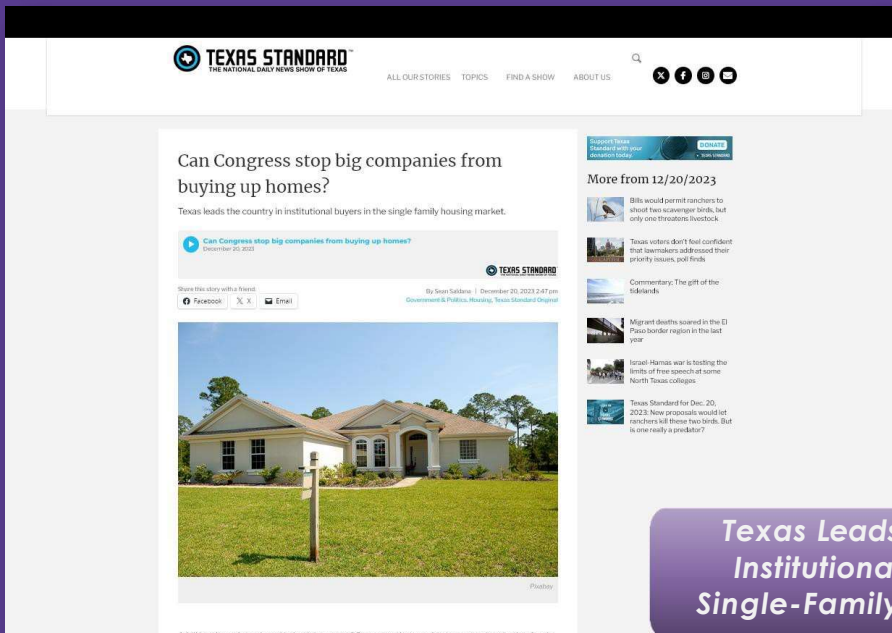 TEXAS STANDARD
THE NATIONAL DAILY NEWS SHOW OF TEXAS
ALL OUR STORIES TOPICS FIND A SHOW ABOUT US
Can Congress stop big companies from
buying up homes?
Texas leads the country in institutional buyers in the single family housing market.
Can Congress stop big companies from buying up homes?
December 20, 2023
TEXAS STANDARD
Share this story with a friend:
Facebook X Email
By Sean Saldana | December 20, 2023 2:47 pm
Government & Politics, Housing, Texas Standard Original
Pixabay
Support Texas
Standard with your
donation today.
DONATE
TEXAS STANDARD
More from 12/20/2023
Bills would permit ranchers to
shoot two scavenger birds, but
only one threatens livestock
Texas voters don't feel confident
that lawmakers addressed their
priority issues, poll finds
Commentary: The gift of the
tidelands
Migrant deaths soared in the El
Paso border region in the last
year
Israel-Hamas war is testing the
limits of free speech at some
North Texas colleges
Texas Standard for Dec. 20,
2023: New proposals would let
ranchers kill these two birds. But
is one really a predator?
Texas Leads
Institutiona
Single-Family